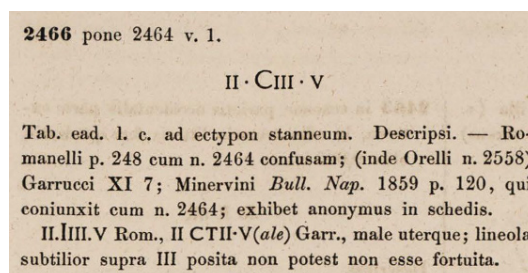 2466 pone 2464 v. 1.
II · CIII · V
Tab. ead. l. c. ad ectypon stanneum. Descripsi. — Ro-
manelli p. 248 cum n. 2464 confusam; (inde Orelli n. 2558)
Garrucci XI 7; Minervini Bull. Nap. 1859 p. 120, qui
coniunxit cum n. 2464; exhibet anonymus in schedis.
II.IIII.V Rom., II CTII·V(ale) Garr., male uterque; lineola
subtilior supra III posita non potest non esse fortuita.